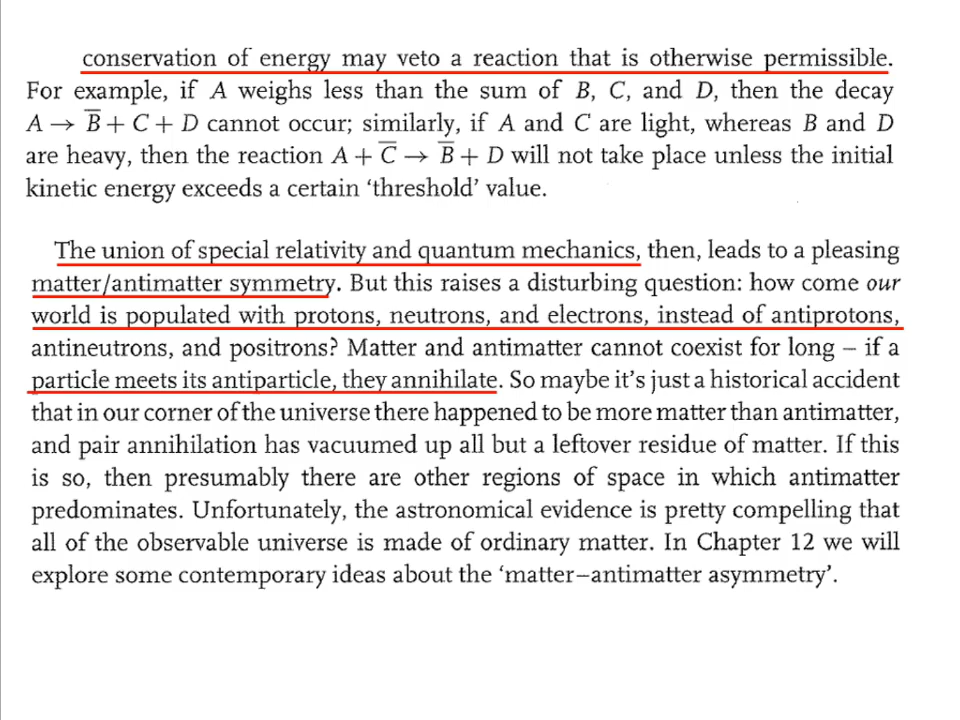 conservation of energy may veto a reaction that is otherwise permissible.
For example, if A weighs less than the sum of B, C, and D, then the decay
A → B̅ + C + D cannot occur; similarly, if A and C are light, whereas B and D
are heavy, then the reaction A + C̅ → B̅ + D will not take place unless the initial
kinetic energy exceeds a certain ‘threshold’ value.
The union of special relativity and quantum mechanics, then, leads to a pleasing
matter/antimatter symmetry. But this raises a disturbing question: how come our
world is populated with protons, neutrons, and electrons, instead of antiprotons,
antineutrons, and positrons? Matter and antimatter cannot coexist for long – if a
particle meets its antiparticle, they annihilate. So maybe it’s just a historical accident
that in our corner of the universe there happened to be more matter than antimatter,
and pair annihilation has vacuumed up all but a leftover residue of matter. If this
is so, then presumably there are other regions of space in which antimatter
predominates. Unfortunately, the astronomical evidence is pretty compelling that
all of the observable universe is made of ordinary matter. In Chapter 12 we will
explore some contemporary ideas about the ‘matter–antimatter asymmetry’.